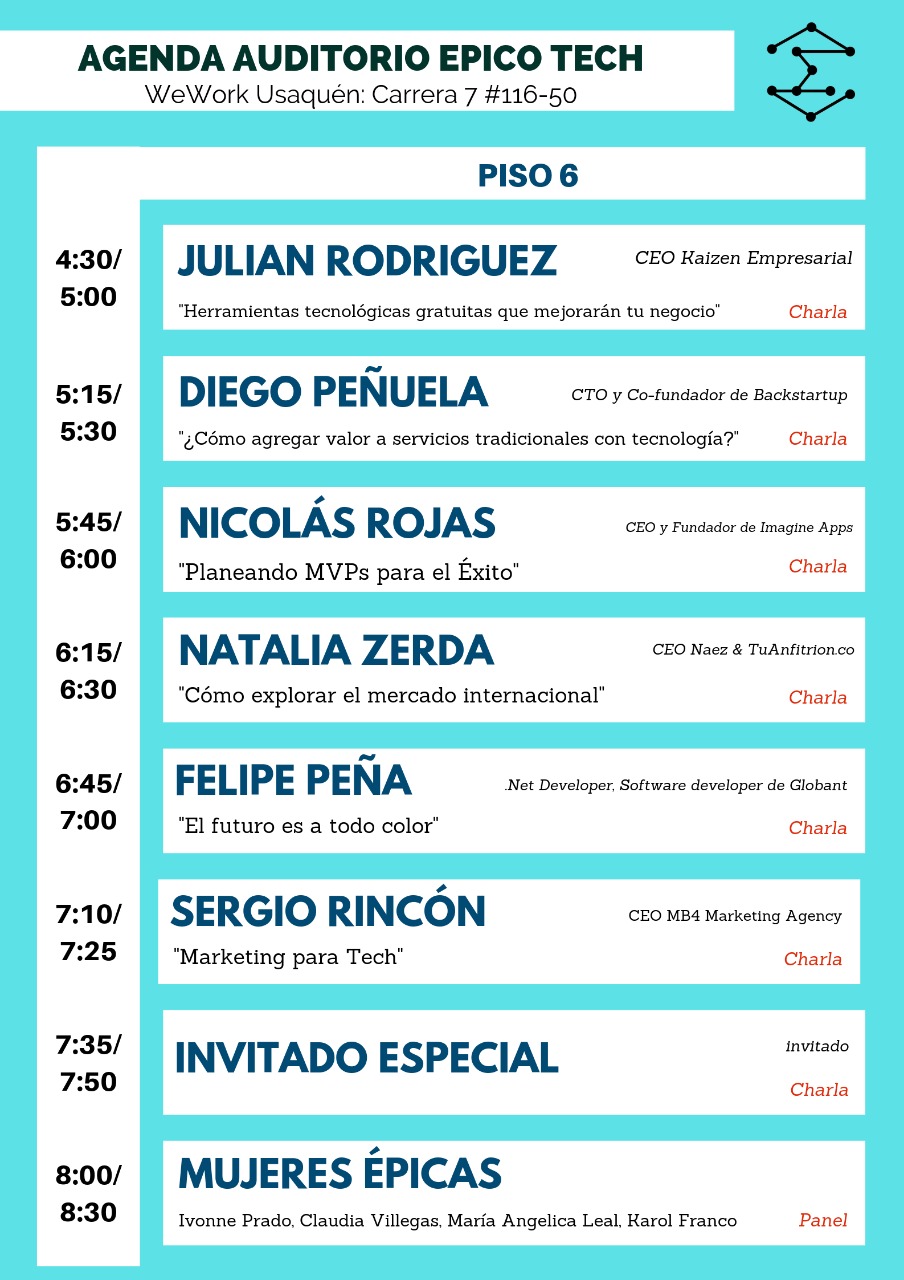 AGENDA AUDITORIO EPICO TECH
WeWork Usaquén: Carrera 7 #116-50
PISO 6
4:30/
5:00
JULIAN RODRIGUEZ
CEO Kaizen Empresarial
"Herramientas tecnológicas gratuitas que mejorarán tu negocio"
Charla
5:15/
5:30
DIEGO PEÑUELA
CTO y Co-fundador de Backstartup
"¿Cómo agregar valor a servicios tradicionales con tecnología?"
Charla
5:45/
6:00
NICOLÁS ROJAS
CEO y Fundador de Imagine Apps
"Planeando MVPs para el Éxito"
Charla
6:15/
6:30
NATALIA ZERDA
CEO Naez & TuAnfitrion.co
"Cómo explorar el mercado internacional"
Charla
6:45/
7:00
FELIPE PEÑA
.Net Developer, Software developer de Globant
"El futuro es a todo color"
Charla
7:10/
7:25
SERGIO RINCÓN
CEO MB4 Marketing Agency
"Marketing para Tech"
Charla
7:35/
7:50
INVITADO ESPECIAL
invitado
Charla
8:00/
8:30
MUJERES ÉPICAS
Ivonne Prado, Claudia Villegas, María Angelica Leal, Karol Franco
Panel